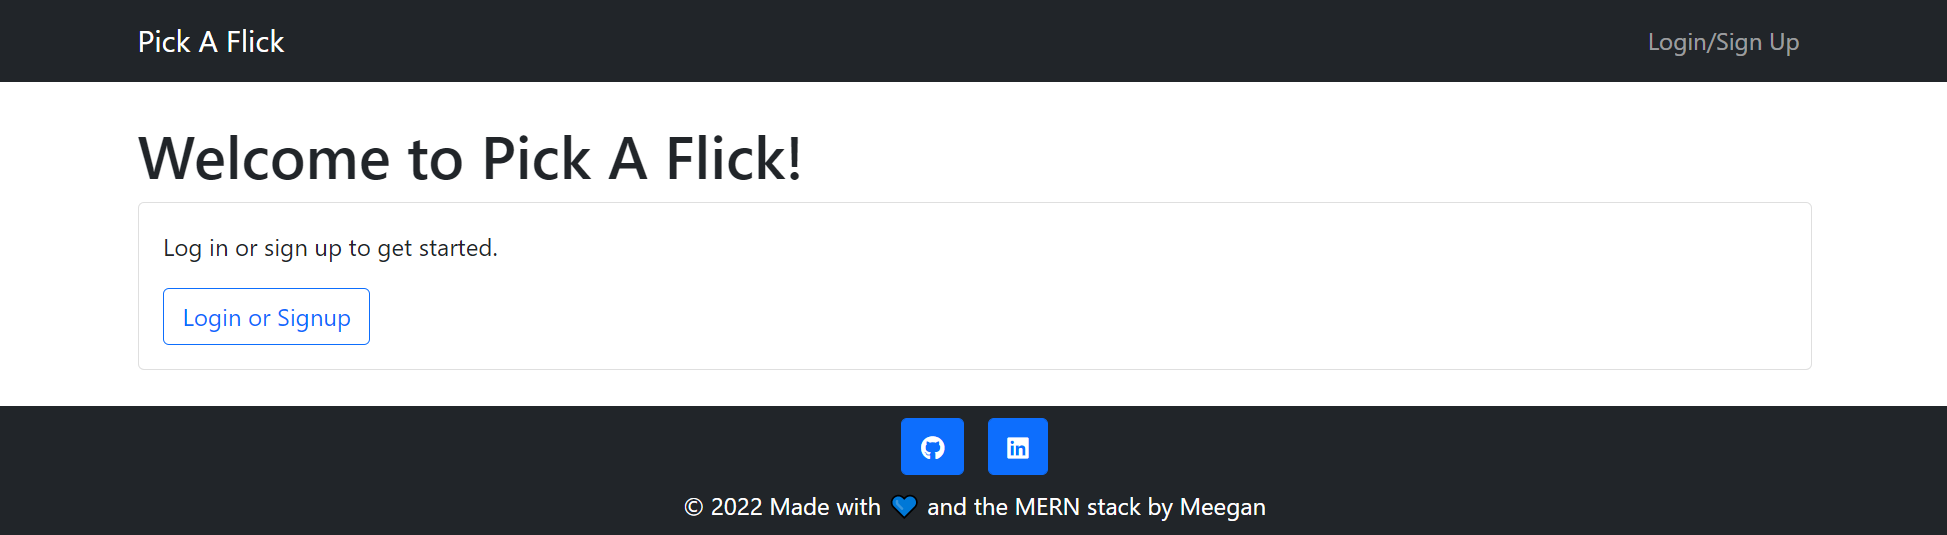 Pick A Flick
Login/Sign Up
Welcome to Pick A Flick!
Log in or sign up to get started.
Login or Signup
© 2022 Made with 💙 and the MERN stack by Meegan